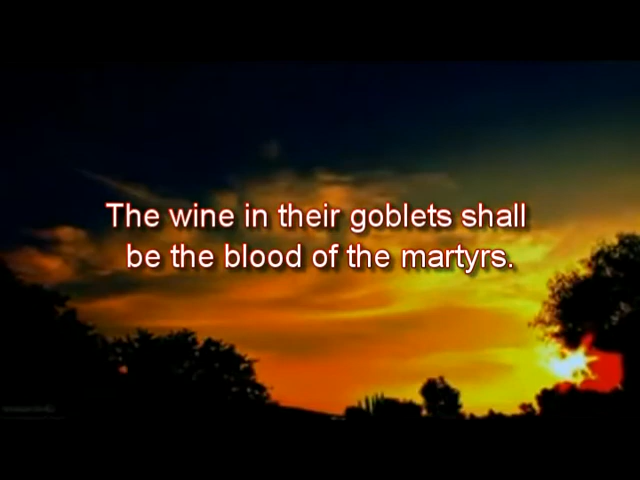 The wine in their goblets shall
be the blood of the martyrs.